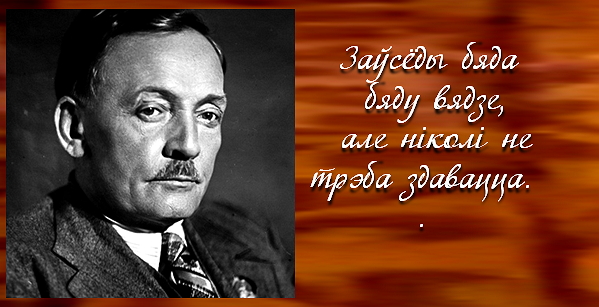 Заўсёды бяда
бяду вядзе,
але ніколі не
трэба здавацца.
.